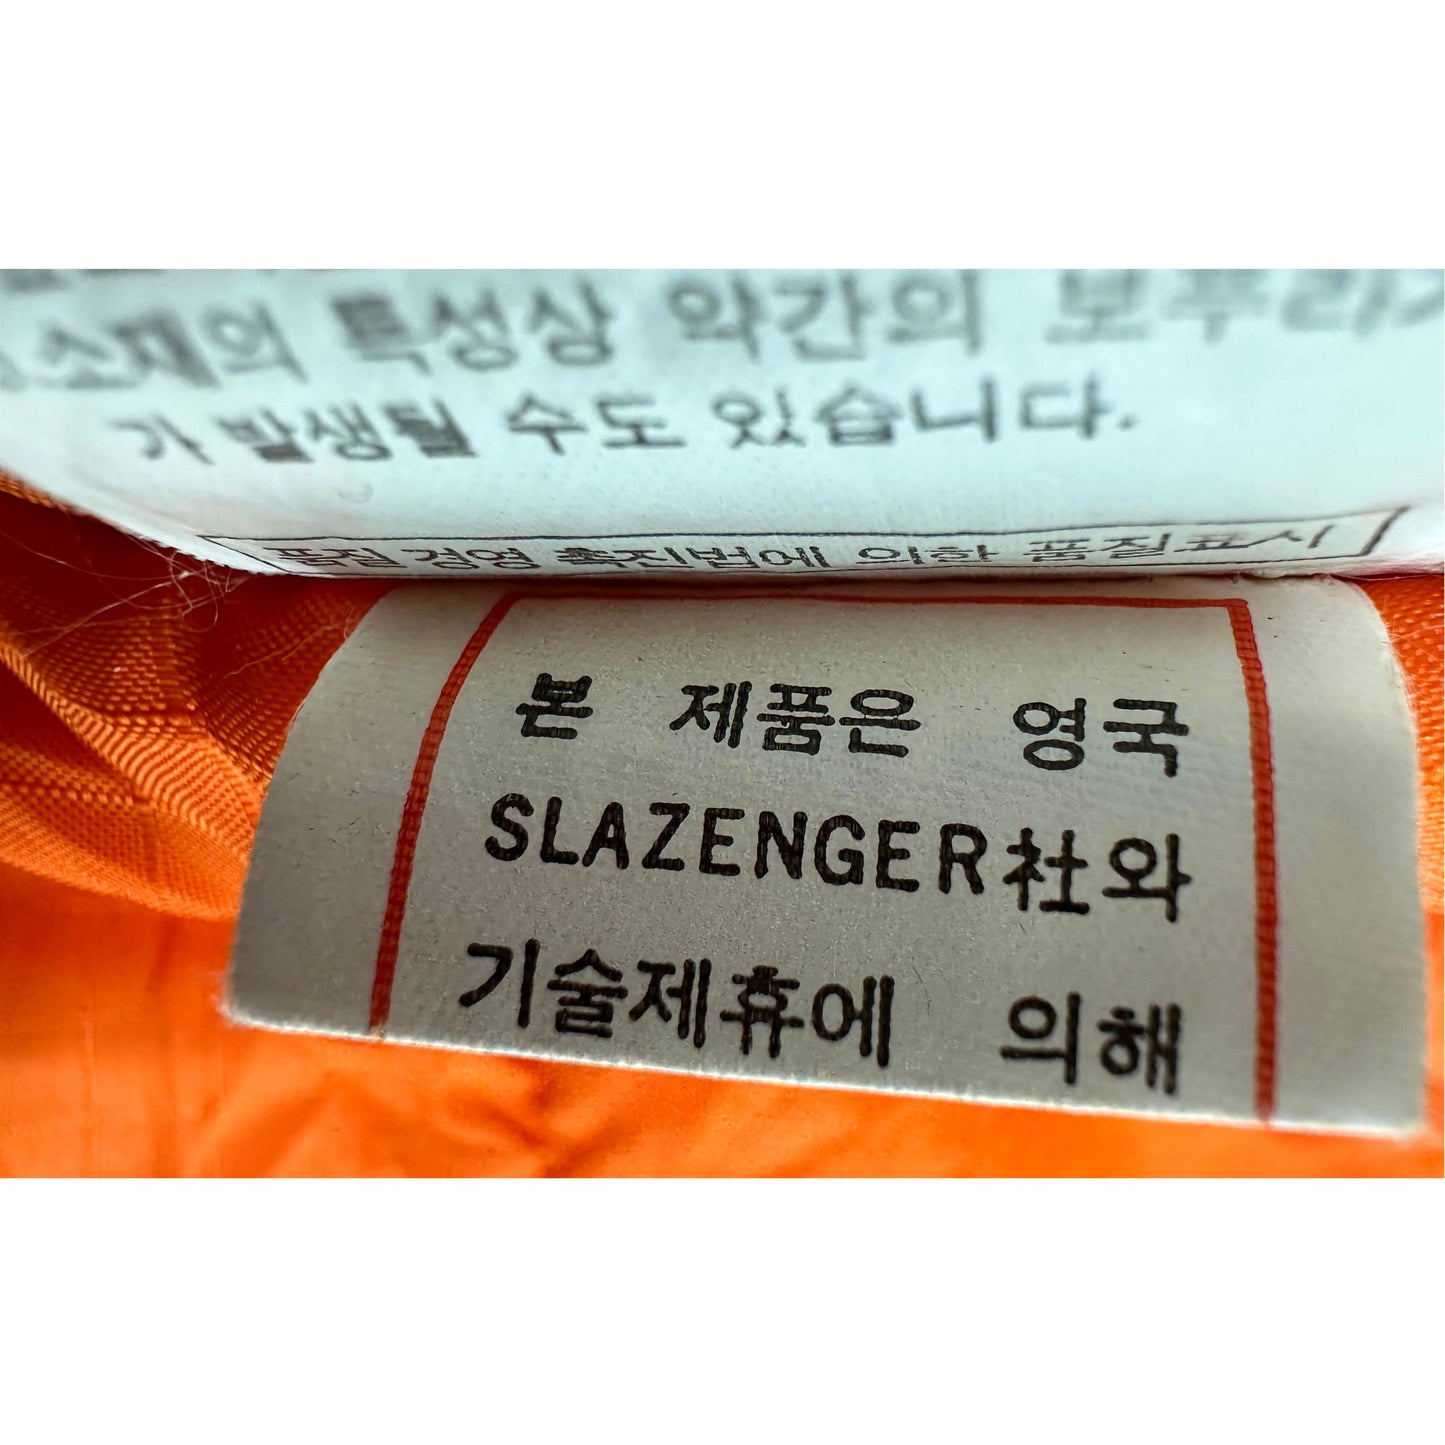 소재의 특성상 약간의 보푸라기
가 발생될 수도 있습니다.
품질경영 촉진법에 의한 품질표시
본 제품은 영국
SLAZENGER社와
기술제휴에 의해